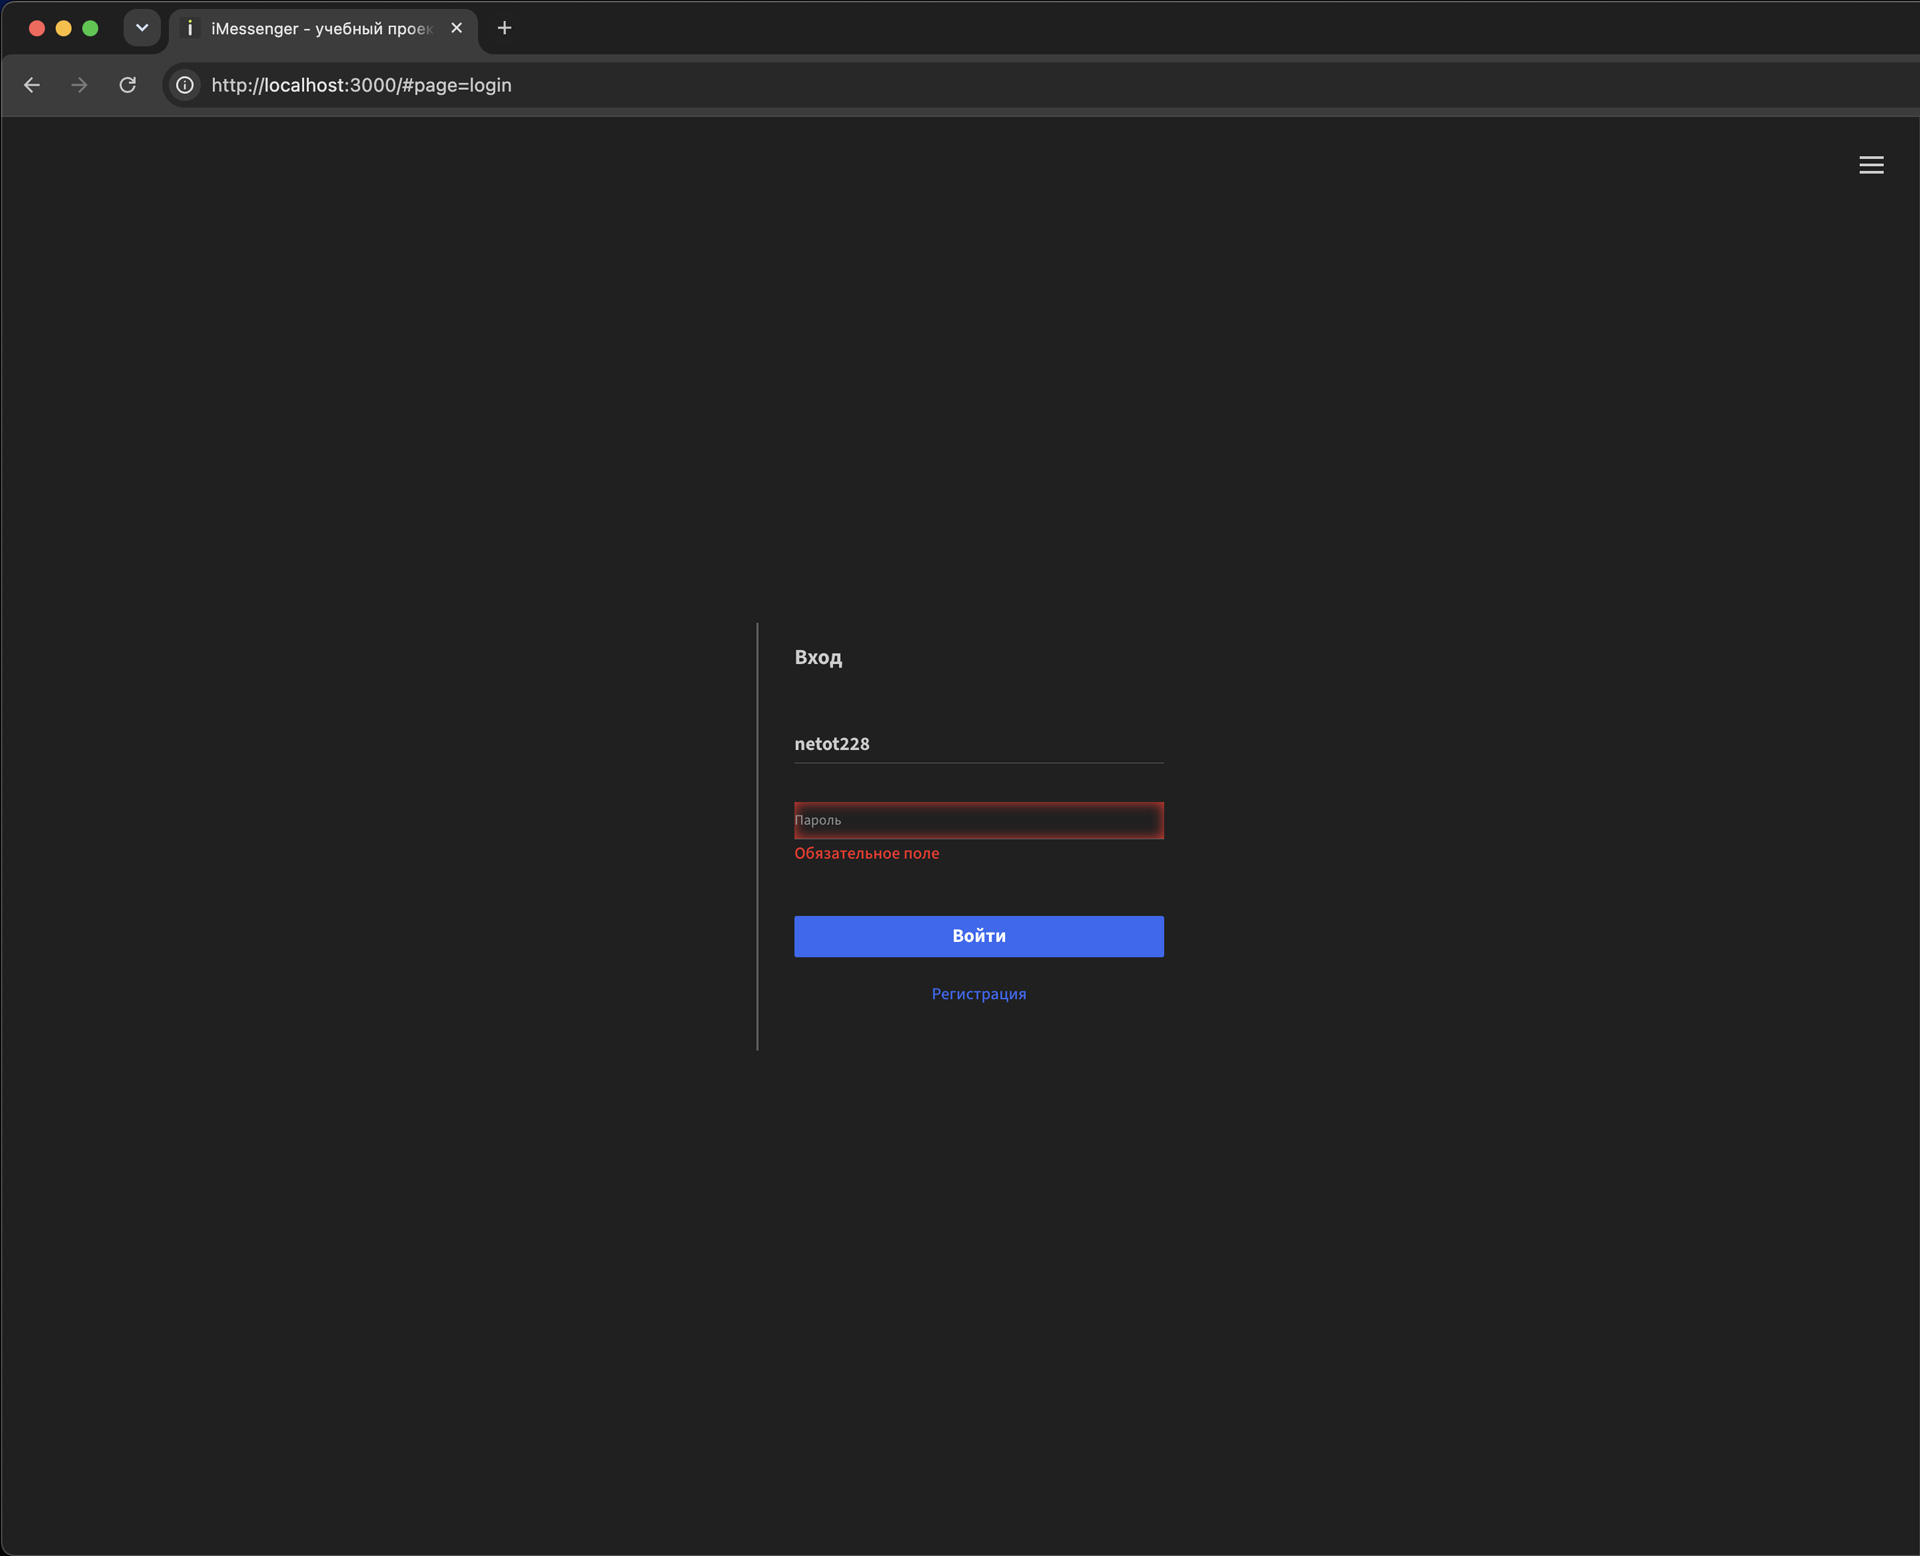 iMessenger - учебный проек
http://localhost:3000/#page=login
Вход
netot228
Пароль
Обязательное поле
Войти
Регистрация